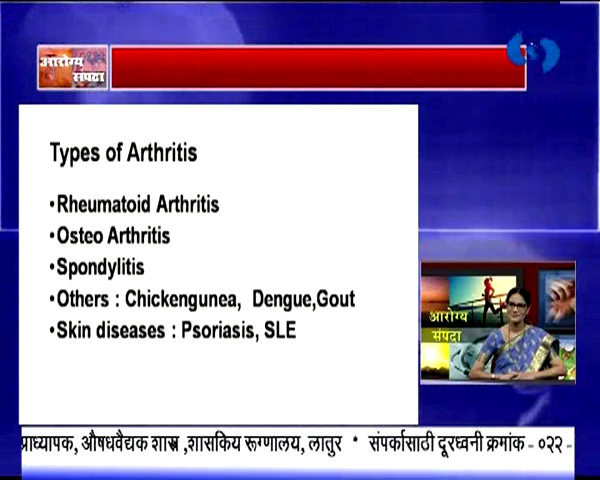 आरोग्य
संपदा
Types of Arthritis
•Rheumatoid Arthritis
•Osteo Arthritis
•Spondylitis
•Others : Chickengunea, Dengue,Gout
•Skin diseases : Psoriasis, SLE
आरोग्य
संपदा
प्राध्यापक, औषधवैद्यक शास्त्र ,शासकिय रूग्णालय, लातुर * संपर्कासाठी दूरध्वनी क्रमांक - ०२२ -